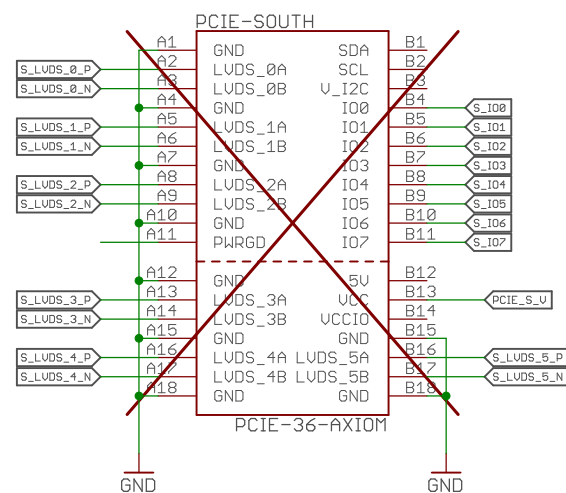 PCIE-SOUTH
A1 GND SDA B1
S_LVDS_0_P A2 LVDS_0A SCL B2
S_LVDS_0_N A3 LVDS_0B V_I2C B3
A4 GND IO0 B4 S_IO0
S_LVDS_1_P A5 LVDS_1A IO1 B5 S_IO1
S_LVDS_1_N A6 LVDS_1B IO2 B6 S_IO2
A7 GND IO3 B7 S_IO3
S_LVDS_2_P A8 LVDS_2A IO4 B8 S_IO4
S_LVDS_2_N A9 LVDS_2B IO5 B9 S_IO5
A10 GND IO6 B10 S_IO6
A11 PWRGD IO7 B11 S_IO7
A12 GND 5V B12
S_LVDS_3_P A13 LVDS_3A VCC B13 PCIE_S_V
S_LVDS_3_N A14 LVDS_3B VCCIO B14
A15 GND GND B15
S_LVDS_4_P A16 LVDS_4A LVDS_5A B16 S_LVDS_5_P
S_LVDS_4_N A17 LVDS_4B LVDS_5B B17 S_LVDS_5_N
A18 GND GND B18
PCIE-36-AXIOM
GND GND